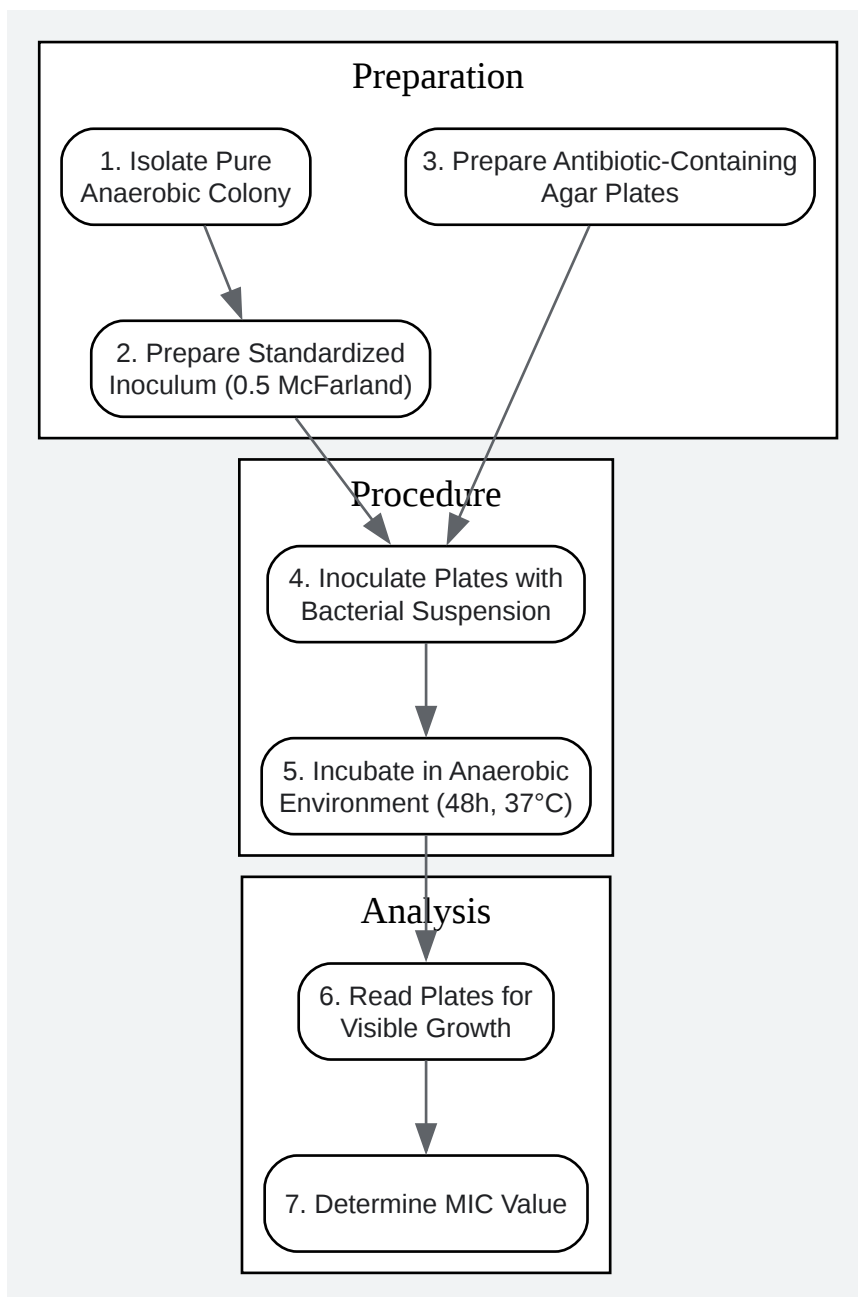 Preparation
1. Isolate Pure
Anaerobic Colony
3. Prepare Antibiotic-Containing
Agar Plates
2. Prepare Standardized
Inoculum (0.5 McFarland)
Procedure
4. Inoculate Plates with
Bacterial Suspension
5. Incubate in Anaerobic
Environment (48h, 37°C)
Analysis
6. Read Plates for
Visible Growth
7. Determine MIC Value